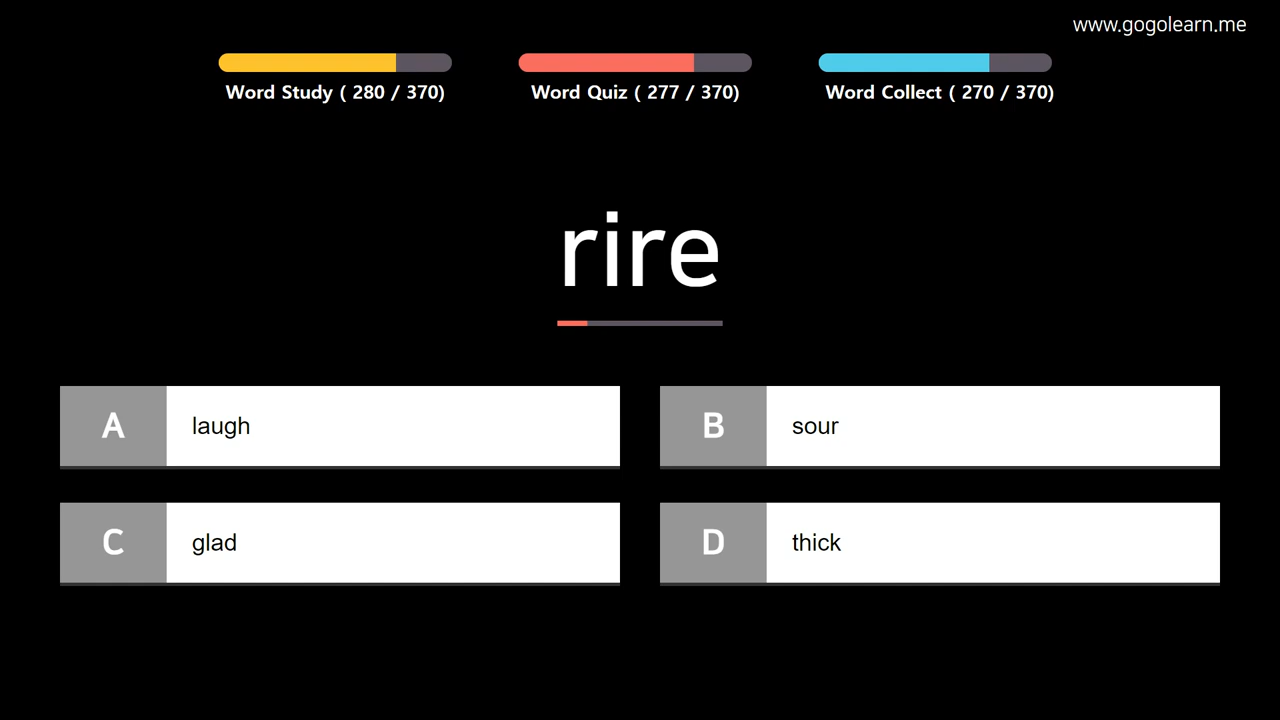 www.gogolearn.me
Word Study ( 280 / 370)
Word Quiz ( 277 / 370)
Word Collect ( 270 / 370)
rire
A laugh
B sour
C glad
D thick